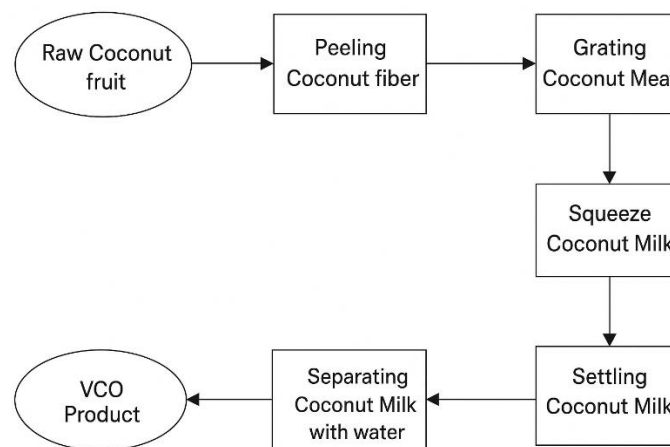 Raw Coconut
fruit
Peeling
Coconut fiber
Grating
Coconut Mea
Squeeze
Coconut Milk
Settling
Coconut Milk
Separating
Coconut Milk
with water
VCO
Product